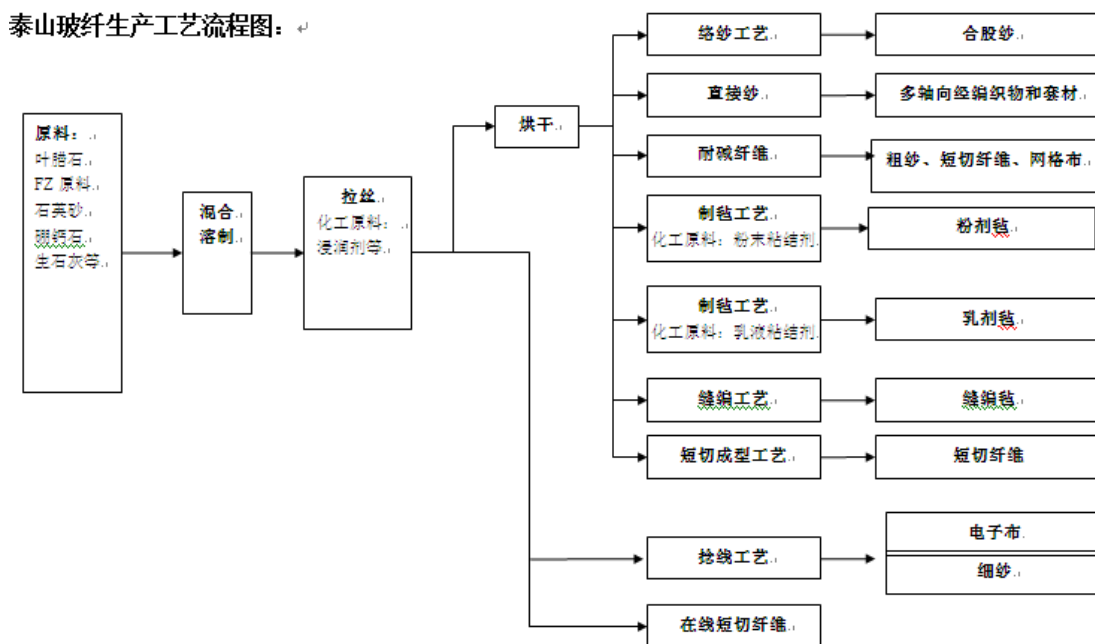 泰山玻纤生产工艺流程图：
原料：
叶腊石
FZ 原料
石英砂
硼钙石
生石灰等
混合
溶制
拉丝
化工原料：
浸润剂等
烘干
络纱工艺
合股纱
直接纱
多轴向经编织物和套材
耐碱纤维
粗纱、短切纤维、网格布
制毡工艺
化工原料：粉末粘结剂
粉剂毡
制毡工艺
化工原料：乳液粘结剂
乳剂毡
缝编工艺
缝编毡
短切成型工艺
短切纤维
捻线工艺
电子布
细纱
在线短切纤维